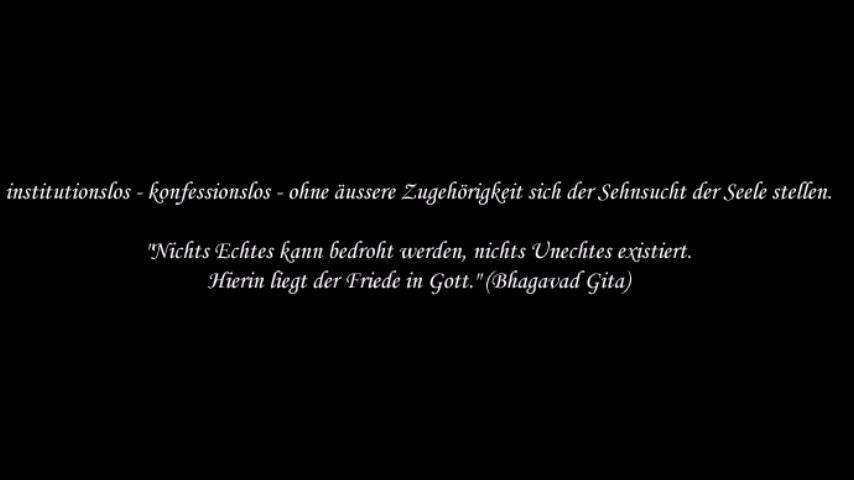 institutionslos - konfessionslos - ohne äussere Zugehörigkeit sich der Sehnsucht der Seele stellen.
"Nichts Echtes kann bedroht werden, nichts Unechtes existiert.
Hierin liegt der Friede in Gott." (Bhagavad Gita)